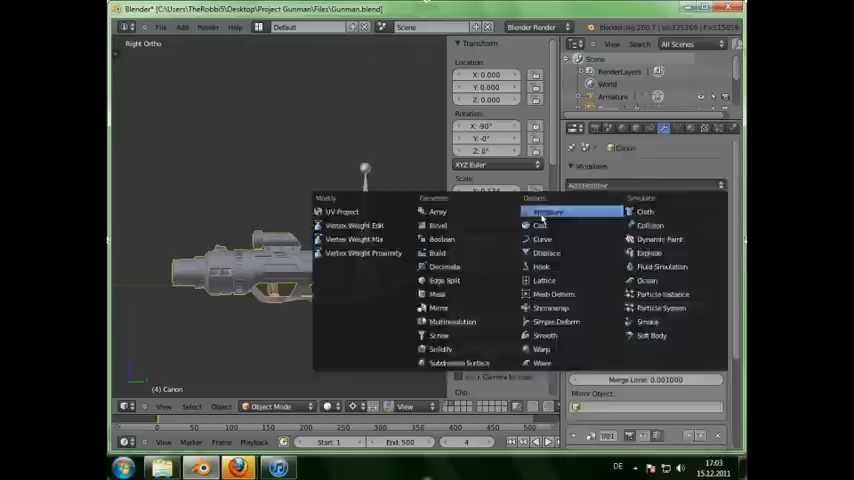 Blender* [C:\Users\TheRobbi5\Desktop\Project Gunman\Files\Gunman.blend]
File Add Render Help Default Scene Blender Render
Right Ortho
View Search All Scenes
Scene
RenderLayers
World
Armature
Transform
Location:
X: 0.000
Y: 0.000
Z: 0.000
Rotation:
X: -90°
Y: -0°
Z: 0°
XYZ Euler
Scale:
Canon
Modifiers
Add Modifier
Modify Generate Deform Simulate
UV Project Array Armature Cloth
Vertex Weight Edit Bevel Cast Collision
Vertex Weight Mix Boolean Curve Dynamic Paint
Vertex Weight Proximity Build Displace Explode
Decimate Hook Fluid Simulation
Edge Split Lattice Ocean
Mask Mesh Deform Particle Instance
Mirror Shrinkwrap Particle System
Multiresolution Simple Deform Smoke
Screw Smooth Soft Body
Solidify Warp
Subdivision Surface Wave
Clip
Merge Limit: 0.001000
Mirror Object:
(4) Canon
View Select Object Object Mode View
0 50 100 150 200 250 300 350 400 450 500
View Marker Frame Playback Start: 1 End: 500 4
DE 17:03
15.12.2011